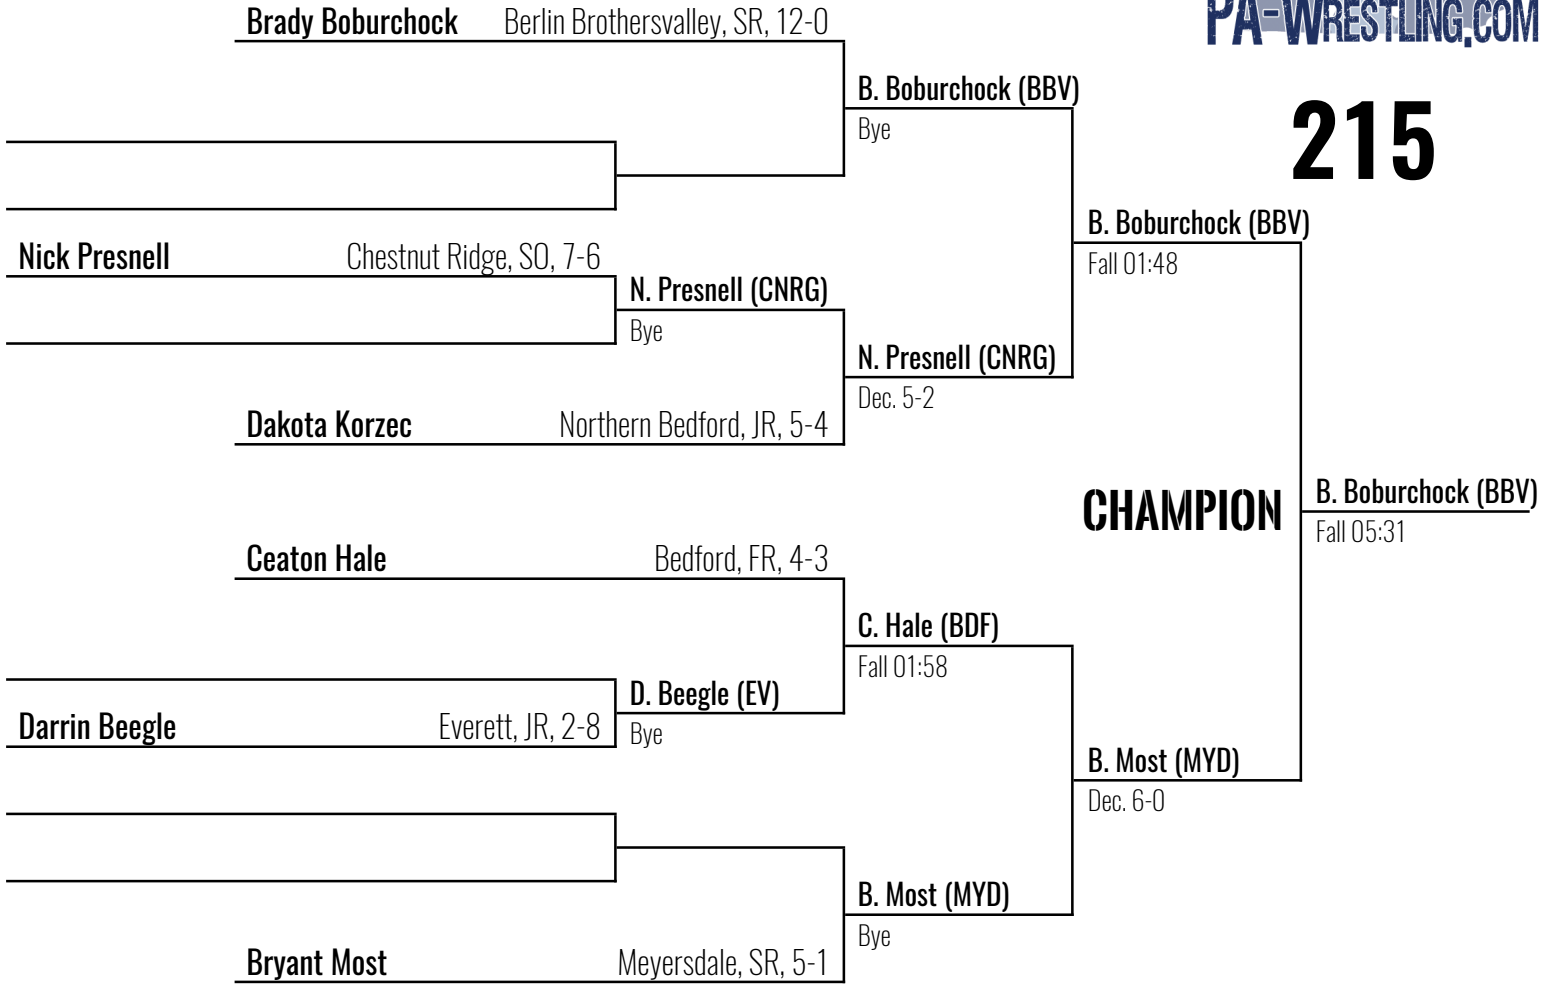 Brady Boburchock Berlin Brothersvalley, SR, 12-0
PA-WRESTLING.COM
215
B. Boburchock (BBV)
Bye
B. Boburchock (BBV)
Fall 01:48
Nick Presnell Chestnut Ridge, SO, 7-6
N. Presnell (CNRG)
Bye
N. Presnell (CNRG)
Dec. 5-2
Dakota Korzec Northern Bedford, JR, 5-4
CHAMPION
B. Boburchock (BBV)
Fall 05:31
Ceaton Hale Bedford, FR, 4-3
C. Hale (BDF)
Fall 01:58
D. Beegle (EV)
Bye
Darrin Beegle Everett, JR, 2-8
B. Most (MYD)
Dec. 6-0
B. Most (MYD)
Bye
Bryant Most Meyersdale, SR, 5-1